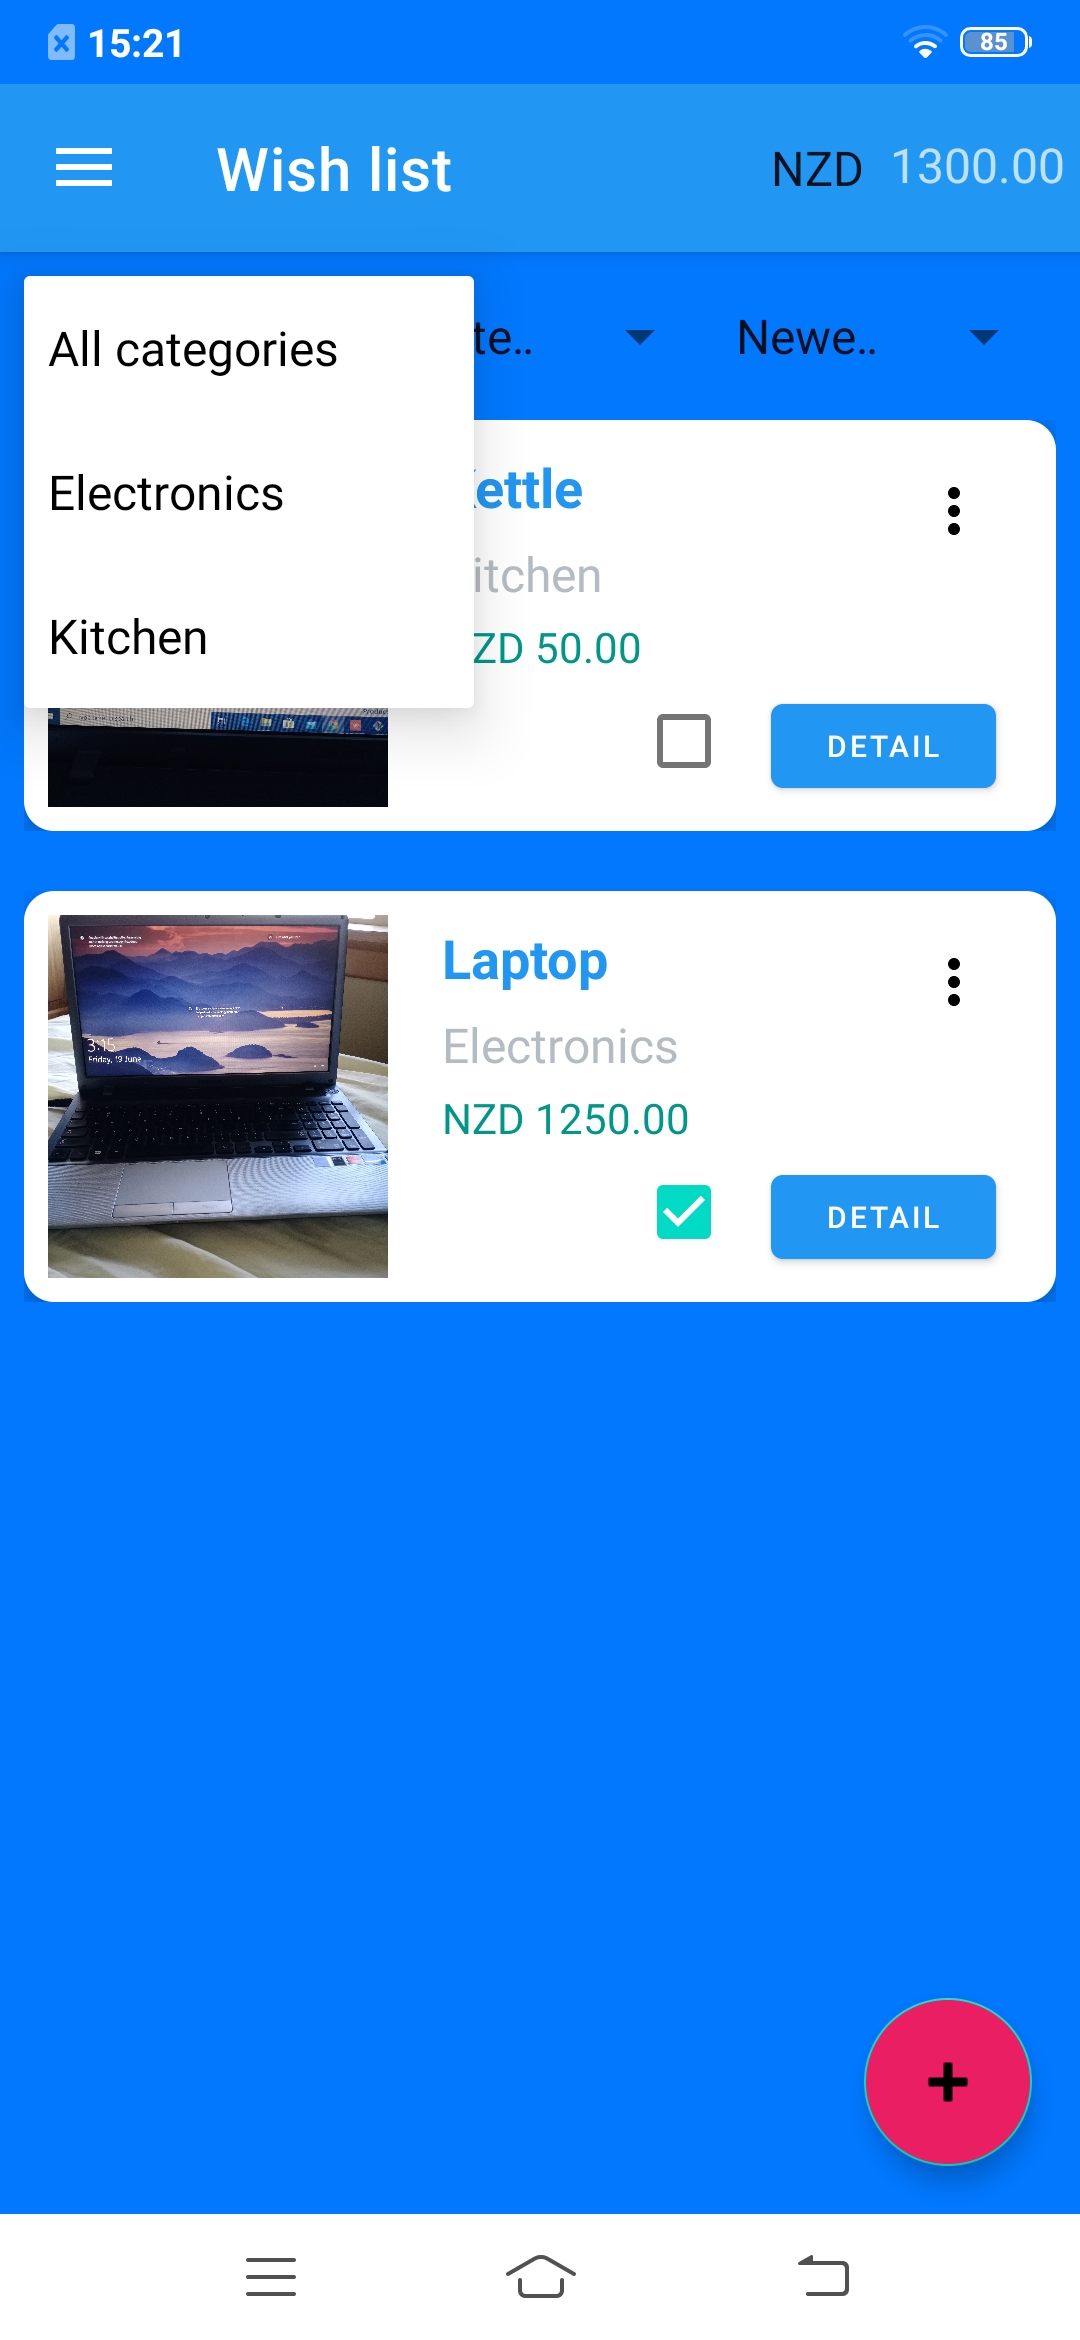 15:21
85
Wish list
NZD 1300.00
All categories
te..
Newe..
Electronics
Kitchen
ettle
itchen
ZD 50.00
DETAIL
Laptop
Electronics
NZD 1250.00
DETAIL
3:15
Friday, 19 June